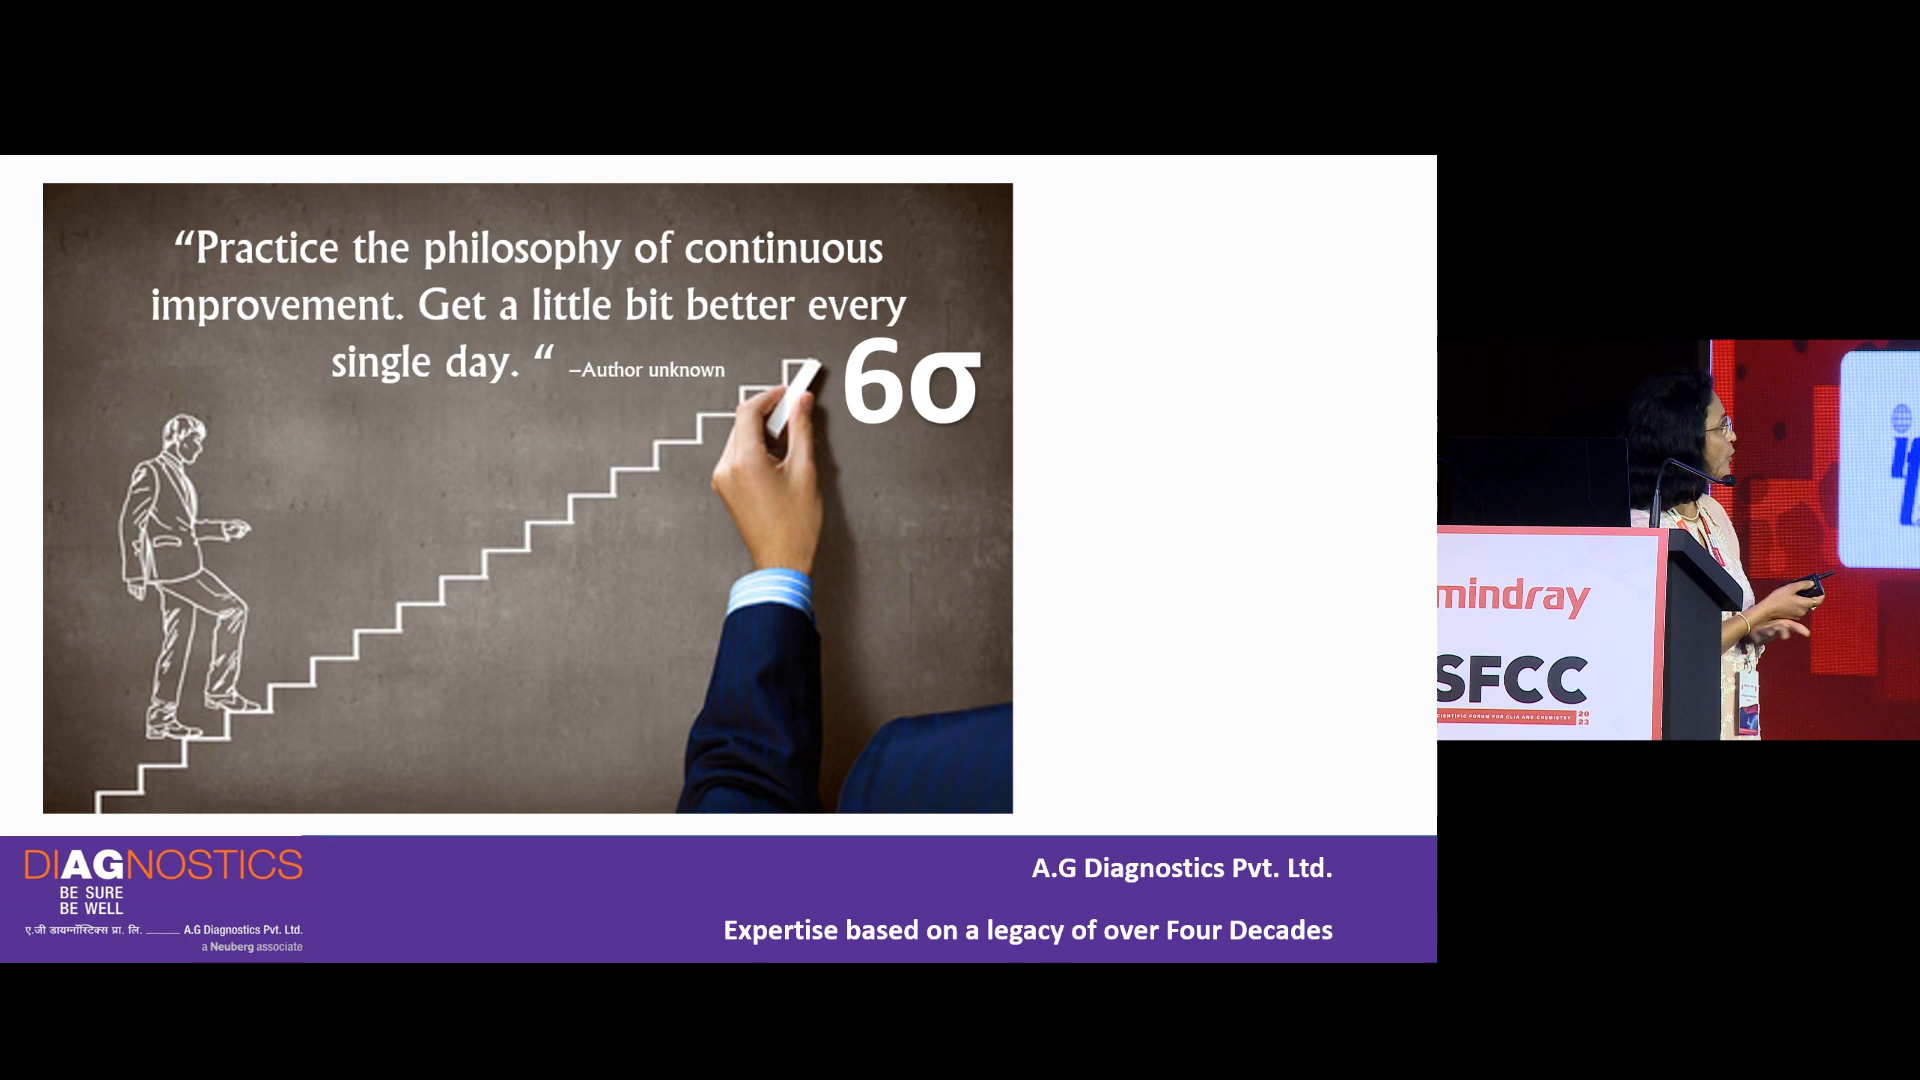 “Practice the philosophy of continuous
improvement. Get a little bit better every
single day. “ –Author unknown
6σ
DIAGNOSTICS
BE SURE
BE WELL
ए.जी डायग्नॉस्टिक्स प्रा. लि. A.G Diagnostics Pvt. Ltd.
a Neuberg associate
A.G Diagnostics Pvt. Ltd.
Expertise based on a legacy of over Four Decades
mindray
SFCC
CIENTIFIC FORUM FOR CLIA AND CHEMISTRY 2023